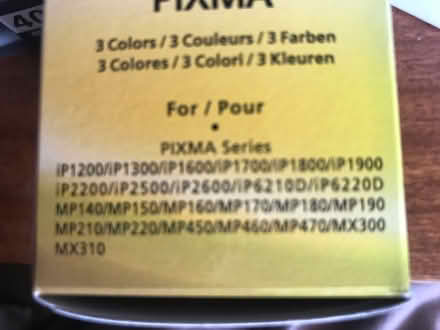 40
PIXMA
3 Colors / 3 Couleurs / 3 Farben
3 Colores / 3 Colori / 3 Kleuren
For / Pour
•
PIXMA Series
iP1200/iP1300/iP1600/iP1700/iP1800/iP1900
iP2200/iP2500/iP2600/iP6210D/iP6220D
MP140/MP150/MP160/MP170/MP180/MP190
MP210/MP220/MP450/MP460/MP470/MX300
MX310